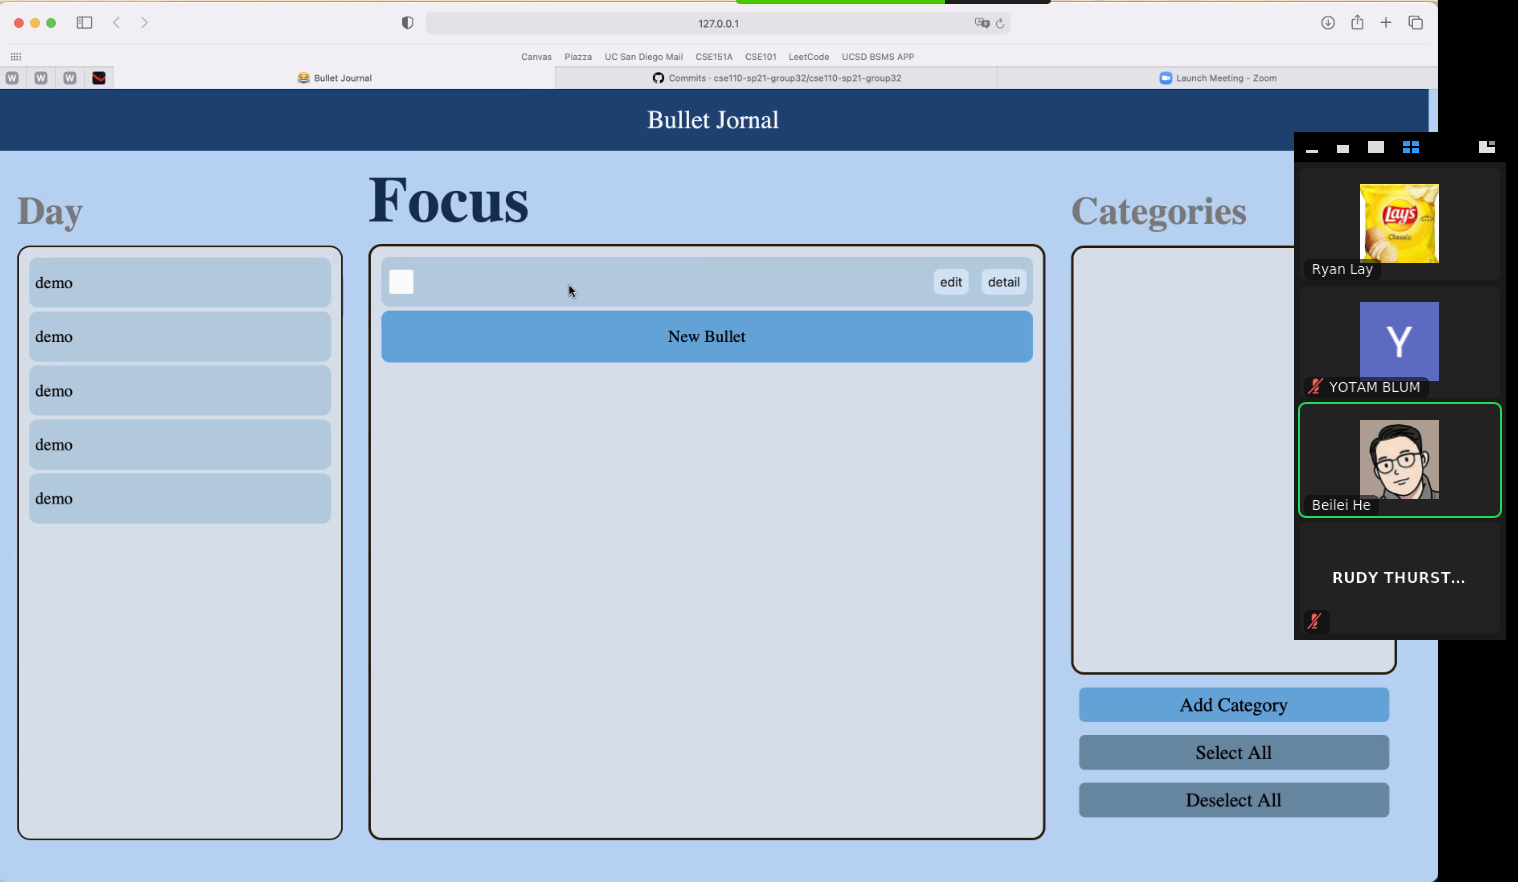 127.0.0.1
Canvas Piazza UC San Diego Mail CSE151A CSE101 LeetCode UCSD BSMS APP
W W W Bullet Journal Commits · cse110-sp21-group32/cse110-sp21-group32 Launch Meeting - Zoom
Bullet Jornal
Day
demo
demo
demo
demo
demo
Focus
edit detail
New Bullet
Categories
Add Category
Select All
Deselect All
Lay's
Classic
Ryan Lay
Y
YOTAM BLUM
Beilei He
RUDY THURST...